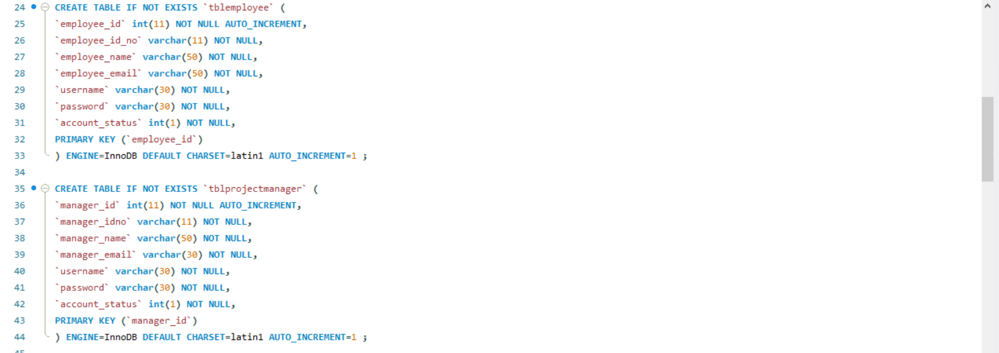 24 CREATE TABLE IF NOT EXISTS `tblemployee` (
25 `employee_id` int(11) NOT NULL AUTO_INCREMENT,
26 `employee_id_no` varchar(11) NOT NULL,
27 `employee_name` varchar(50) NOT NULL,
28 `employee_email` varchar(50) NOT NULL,
29 `username` varchar(30) NOT NULL,
30 `password` varchar(30) NOT NULL,
31 `account_status` int(1) NOT NULL,
32 PRIMARY KEY (`employee_id`)
33 ) ENGINE=InnoDB DEFAULT CHARSET=latin1 AUTO_INCREMENT=1 ;
34
35 CREATE TABLE IF NOT EXISTS `tblprojectmanager` (
36 `manager_id` int(11) NOT NULL AUTO_INCREMENT,
37 `manager_idno` varchar(11) NOT NULL,
38 `manager_name` varchar(50) NOT NULL,
39 `manager_email` varchar(30) NOT NULL,
40 `username` varchar(30) NOT NULL,
41 `password` varchar(30) NOT NULL,
42 `account_status` int(1) NOT NULL,
43 PRIMARY KEY (`manager_id`)
44 ) ENGINE=InnoDB DEFAULT CHARSET=latin1 AUTO_INCREMENT=1 ;